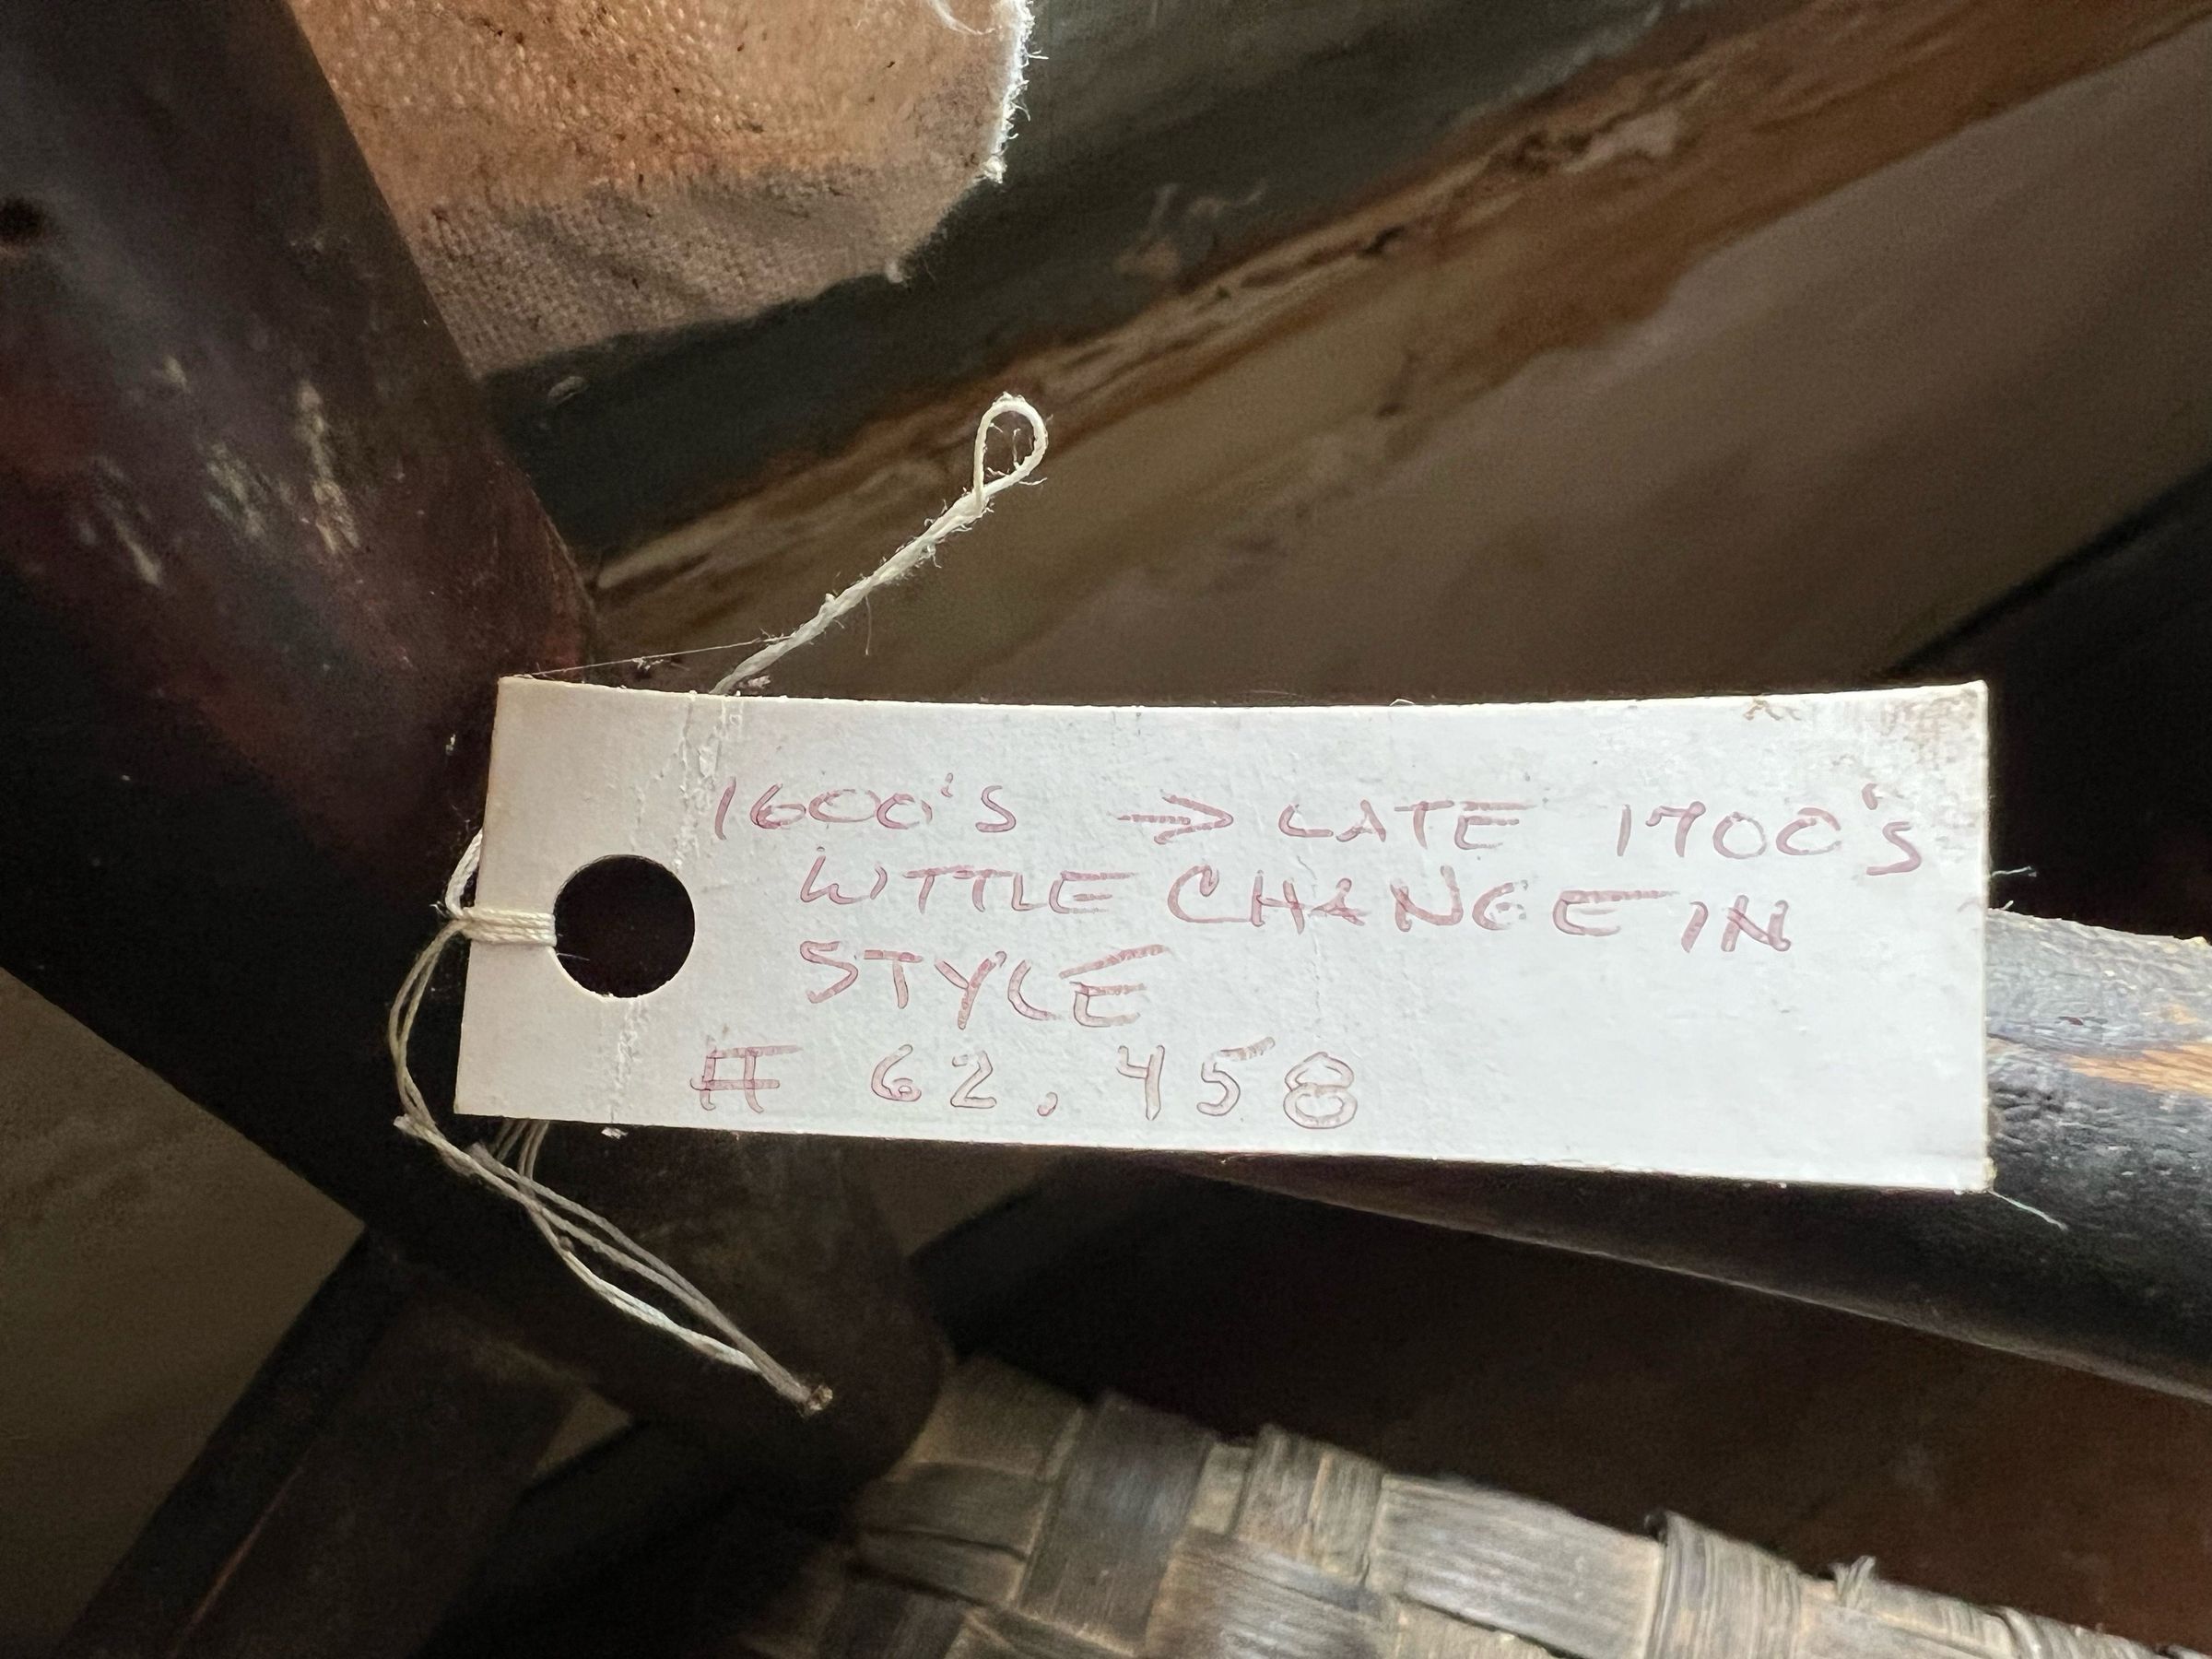 1600's → LATE 1700's
LITTLE CHANGE IN
STYLE
# 62.458